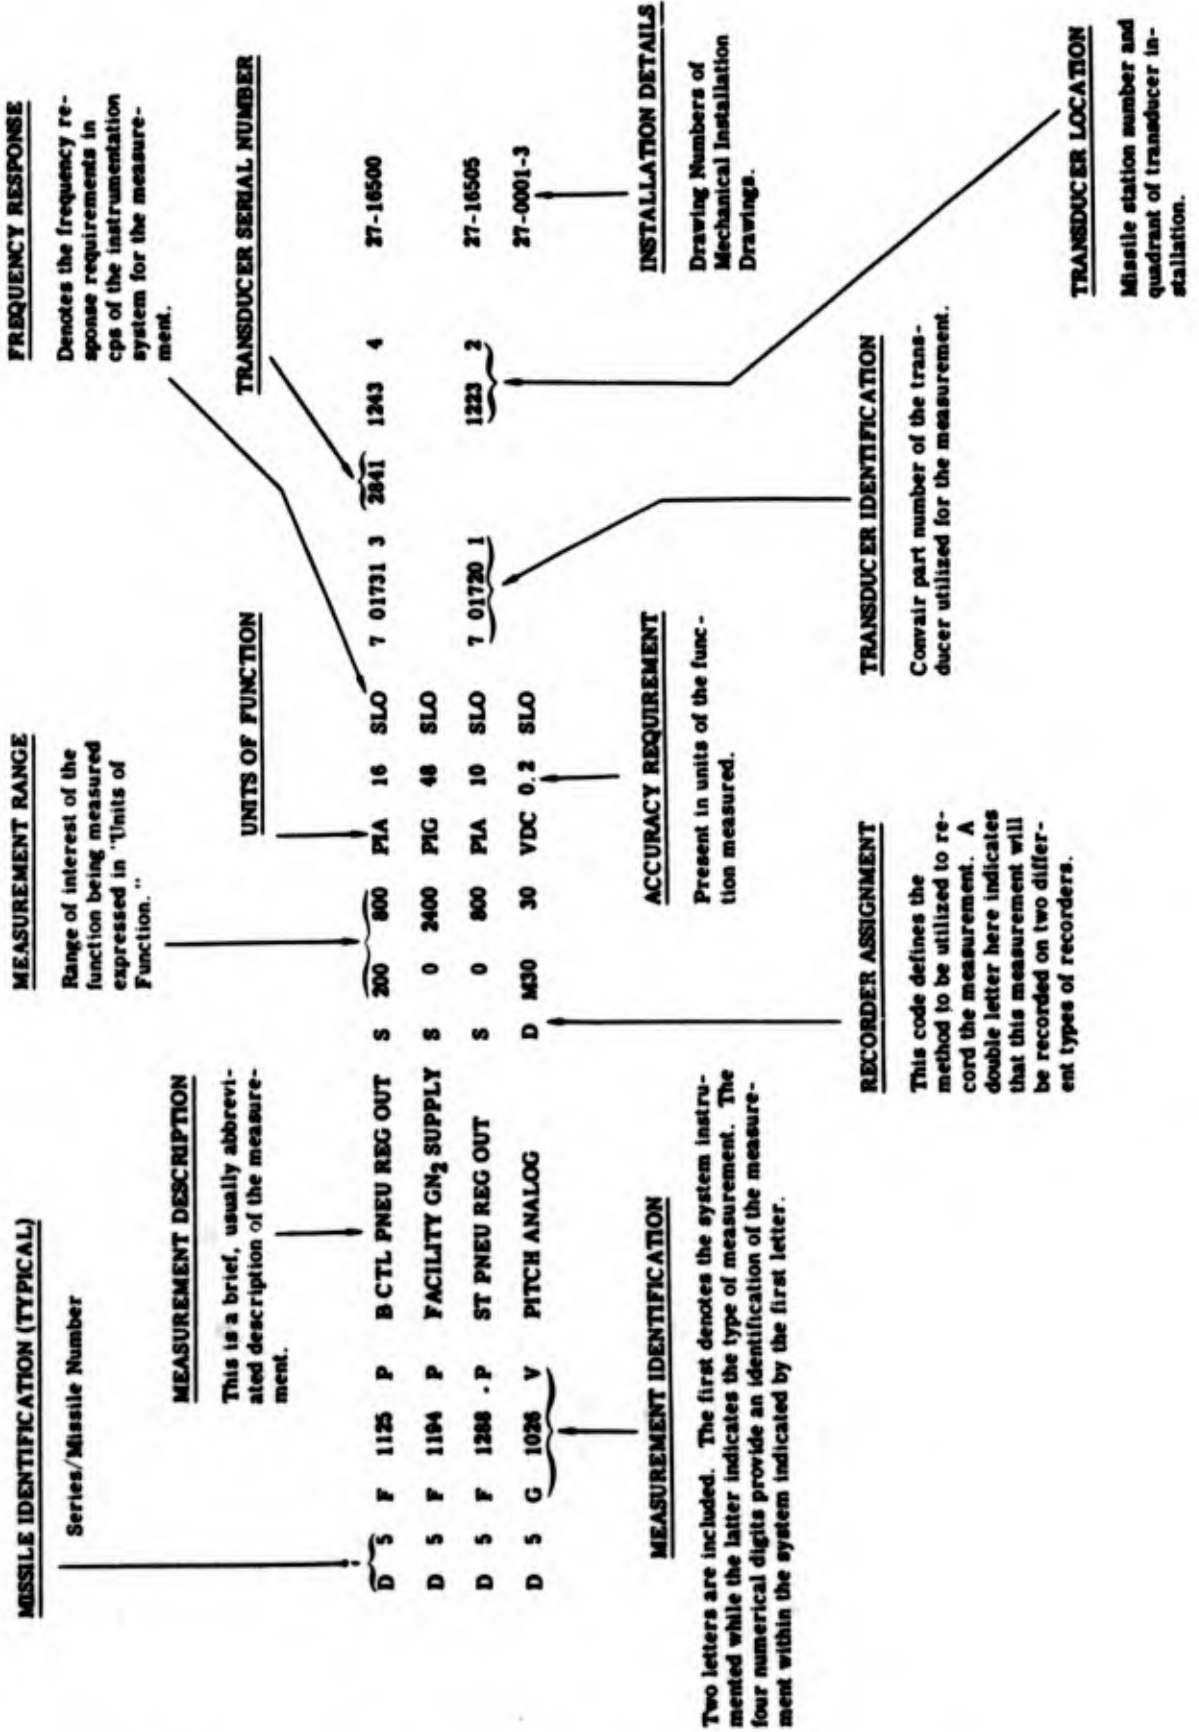 MISSILE IDENTIFICATION (TYPICAL)
Series/Missile Number
MEASUREMENT DESCRIPTION
This is a brief, usually abbrevi-
ated description of the measure-
ment.
MEASUREMENT RANGE
Range of interest of the
function being measured
expressed in "Units of
Function."
UNITS OF FUNCTION
FREQUENCY RESPONSE
Denotes the frequency re-
sponse requirements in
cps of the instrumentation
system for the measure-
ment.
TRANSDUCER SERIAL NUMBER
D 5 F 1125 P B CTL PNEU REG OUT S 200 800 PIA 16 SLO 7 01731 3 2841 1243 4 27-16500
D 5 F 1194 P FACILITY GN2 SUPPLY S 0 2400 PIG 48 SLO
D 5 F 1288 . P ST PNEU REG OUT S 0 800 PIA 10 SLO 7 01720 1 1223 2 27-16505
D 5 G 1026 V PITCH ANALOG D M30 30 VDC 0.2 SLO 27-0001-3
MEASUREMENT IDENTIFICATION
Two letters are included. The first denotes the system instru-
mented while the latter indicates the type of measurement. The
four numerical digits provide an identification of the measure-
ment within the system indicated by the first letter.
RECORDER ASSIGNMENT
This code defines the
method to be utilized to re-
cord the measurement. A
double letter here indicates
that this measurement will
be recorded on two differ-
ent types of recorders.
ACCURACY REQUIREMENT
Present in units of the func-
tion measured.
TRANSDUCER IDENTIFICATION
Convair part number of the trans-
ducer utilized for the measurement.
INSTALLATION DETAILS
Drawing Numbers of
Mechanical Installation
Drawings.
TRANSDUCER LOCATION
Missile station number and
quadrant of transducer in-
stallation.